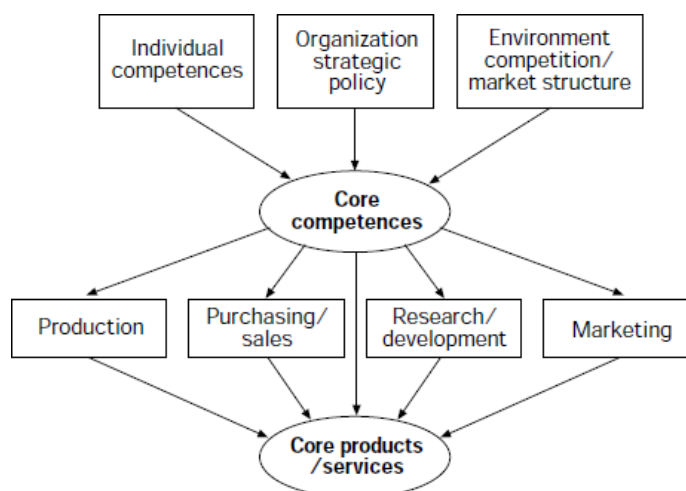 Individual
competences
Organization
strategic
policy
Environment
competition/
market structure
Core
competences
Production
Purchasing/
sales
Research/
development
Marketing
Core products
/services